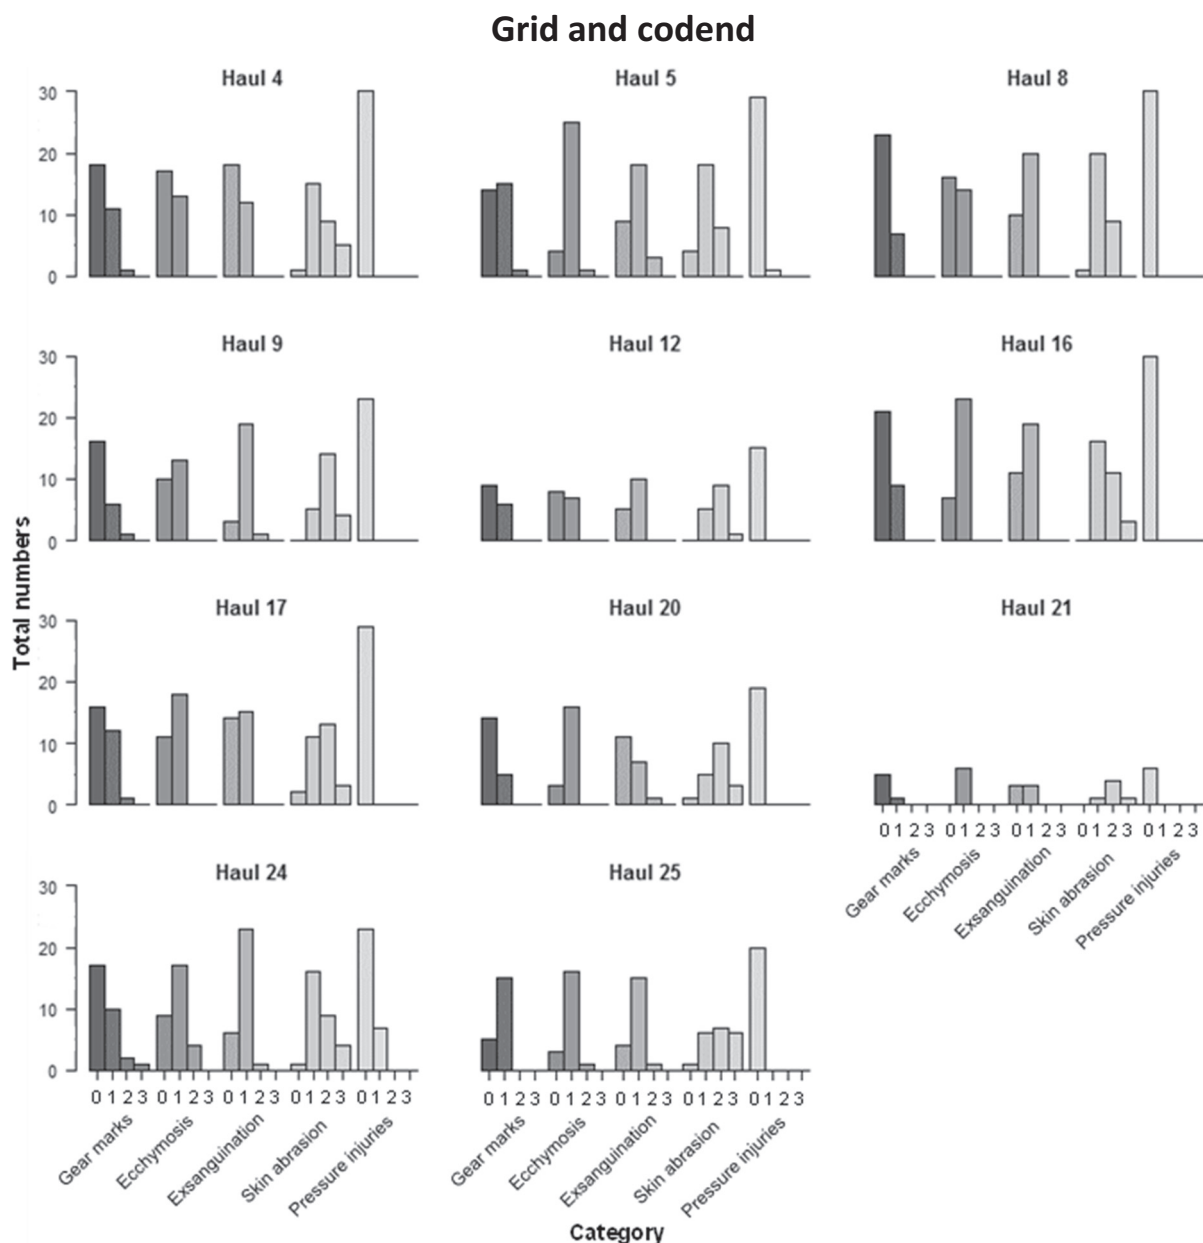 Grid and codend
Haul 4
Haul 5
Haul 8
30
20
10
0
Haul 9
Haul 12
Haul 16
30
20
10
0
Total numbers
Haul 17
Haul 20
Haul 21
30
20
10
0
0 1 2 3 0 1 2 3 0 1 2 3 0 1 2 3 0 1 2 3
Gear marks
Ecchymosis
Exsanguination
Skin abrasion
Pressure injuries
Haul 24
Haul 25
30
20
10
0
0 1 2 3 0 1 2 3 0 1 2 3 0 1 2 3 0 1 2 3
0 1 2 3 0 1 2 3 0 1 2 3 0 1 2 3 0 1 2 3
Gear marks
Ecchymosis
Exsanguination
Skin abrasion
Pressure injuries
Gear marks
Ecchymosis
Exsanguination
Skin abrasion
Pressure injuries
Category